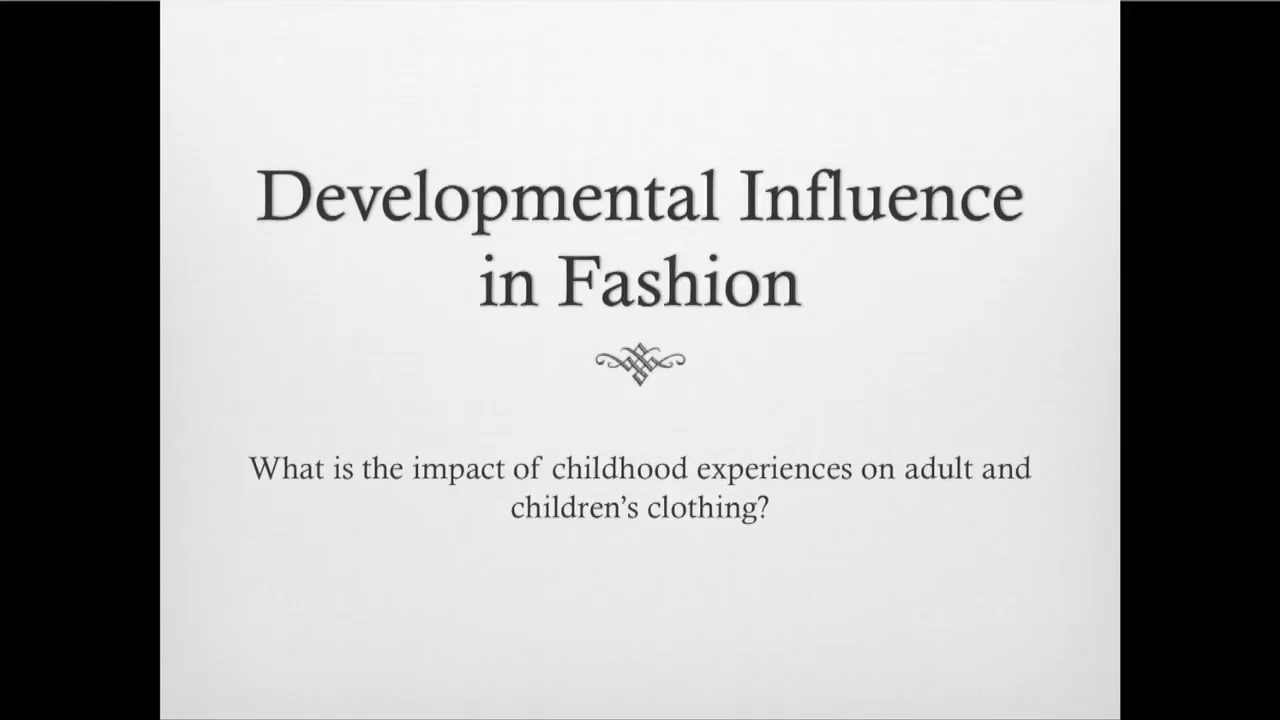 Developmental Influence
in Fashion
What is the impact of childhood experiences on adult and
children’s clothing?